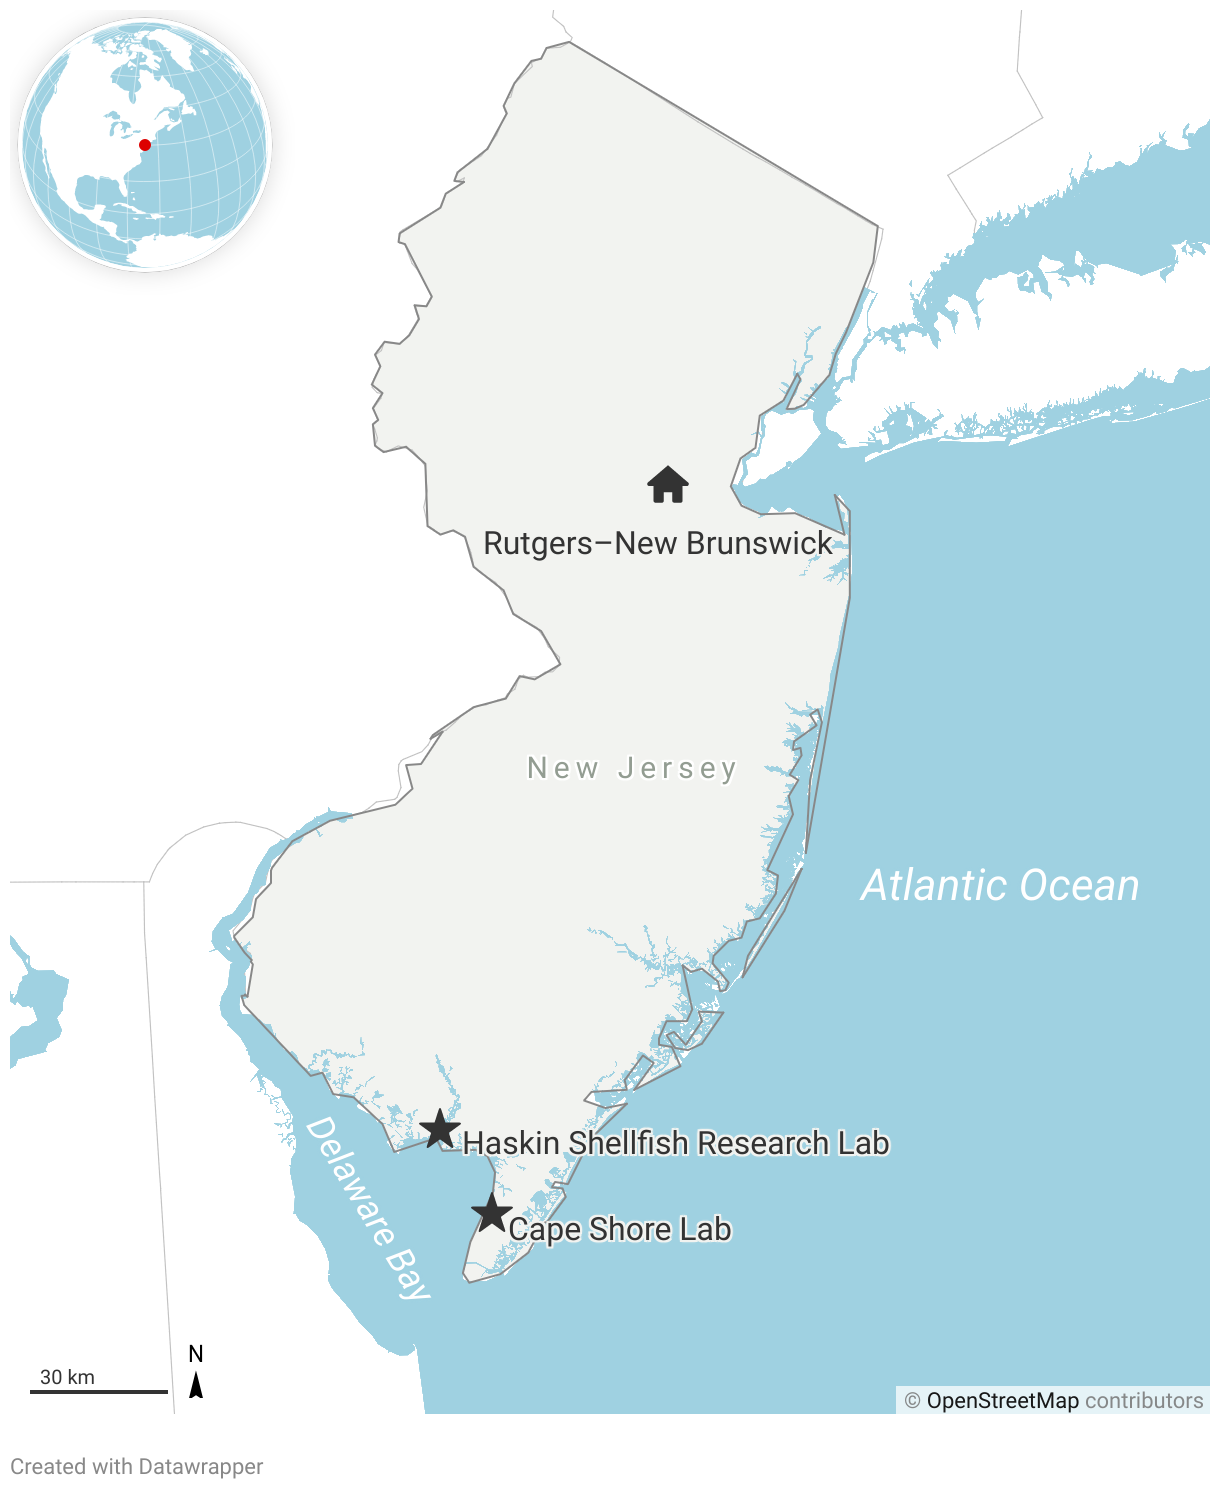 Rutgers–New Brunswick
New Jersey
Atlantic Ocean
Haskin Shellfish Research Lab
Delaware Bay
Cape Shore Lab
N
30 km
© OpenStreetMap contributors
Created with Datawrapper